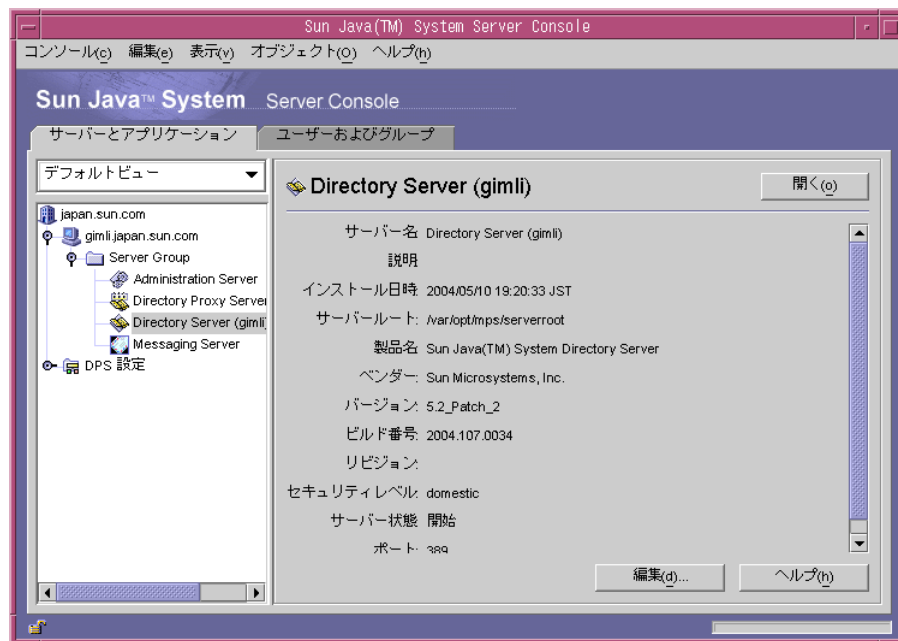 Sun Java(TM) System Server Console
コンソール(c) 編集(e) 表示(v) オブジェクト(O) ヘルプ(h)
Sun Java™ System Server Console
サーバーとアプリケーション ユーザーおよびグループ
デフォルトビュー
japan.sun.com
gimli.japan.sun.com
Server Group
Administration Server
Directory Proxy Server
Directory Server (gimli)
Messaging Server
DPS 設定
Directory Server (gimli)
開く(o)
サーバー名 Directory Server (gimli)
説明
インストール日時 2004/05/10 19:20:33 JST
サーバールート: /var/opt/mps/serverroot
製品名 Sun Java(TM) System Directory Server
ベンダー: Sun Microsystems, Inc.
バージョン: 5.2_Patch_2
ビルド番号: 2004.107.0034
リビジョン:
セキュリティレベル: domestic
サーバー状態 開始
ポート: 389
編集(d)... ヘルプ(h)